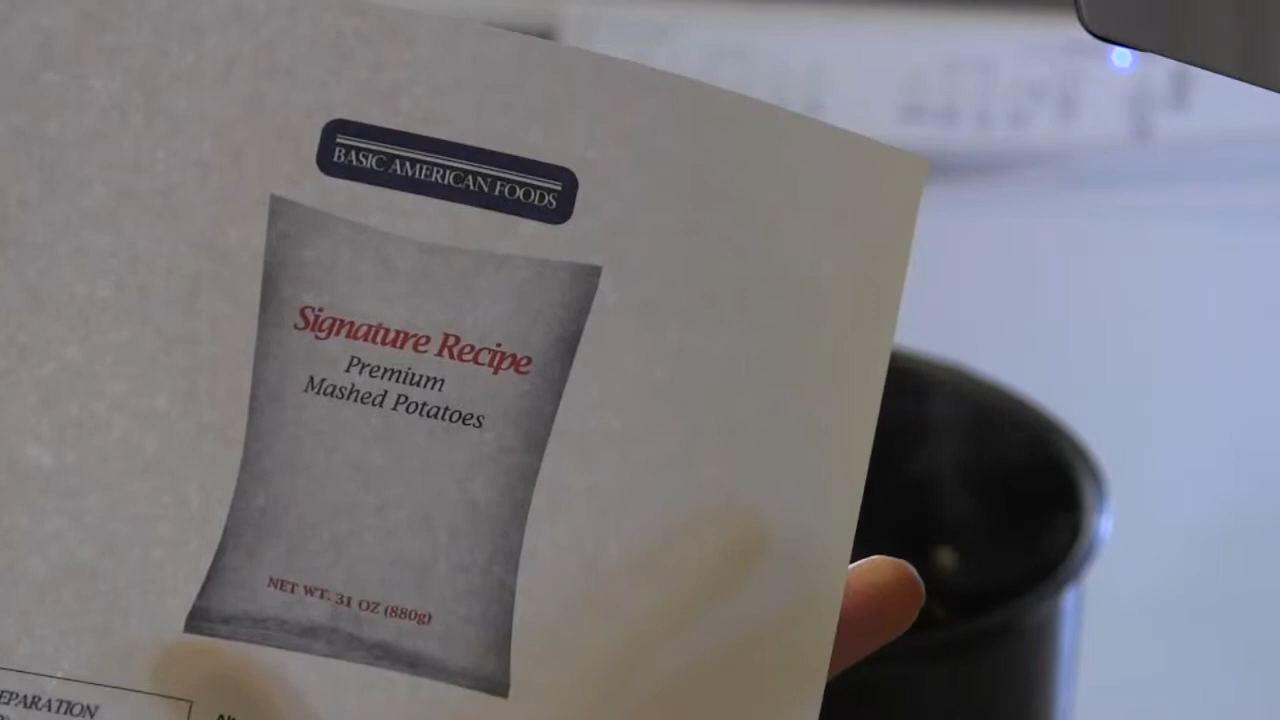 BASIC AMERICAN FOODS
Signature Recipe
Premium
Mashed Potatoes
NET WT. 31 OZ (880g)
EPARATION